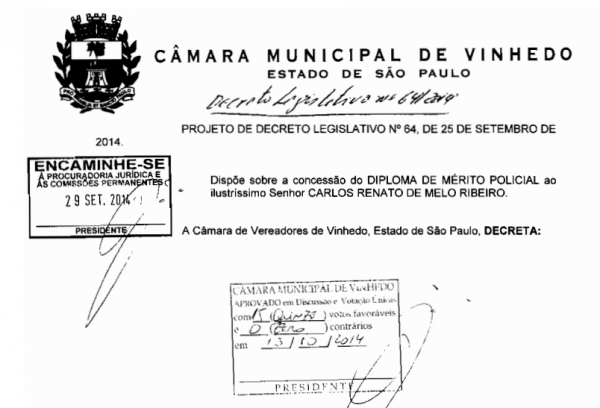 CÂMARA MUNICIPAL DE VINHEDO
ESTADO DE SÃO PAULO
Decreto Legislativo nº 64/2014
PROJETO DE DECRETO LEGISLATIVO Nº 64, DE 25 DE SETEMBRO DE
2014.
ENCAMINHE-SE
À PROCURADORIA JURÍDICA E
ÀS COMISSÕES PERMANENTES
29 SET. 2014
PRESIDENTE
Dispõe sobre a concessão do DIPLOMA DE MÉRITO POLICIAL ao
ilustríssimo Senhor CARLOS RENATO DE MELO RIBEIRO.
A Câmara de Vereadores de Vinhedo, Estado de São Paulo, DECRETA:
CÂMARA MUNICIPAL DE VINHEDO
APROVADO em Discussão e Votação Única
com 15 (Quinze) votos favoráveis
e 0 (Zero) contrários
em 13 / 10 / 2014
PRESIDENTE